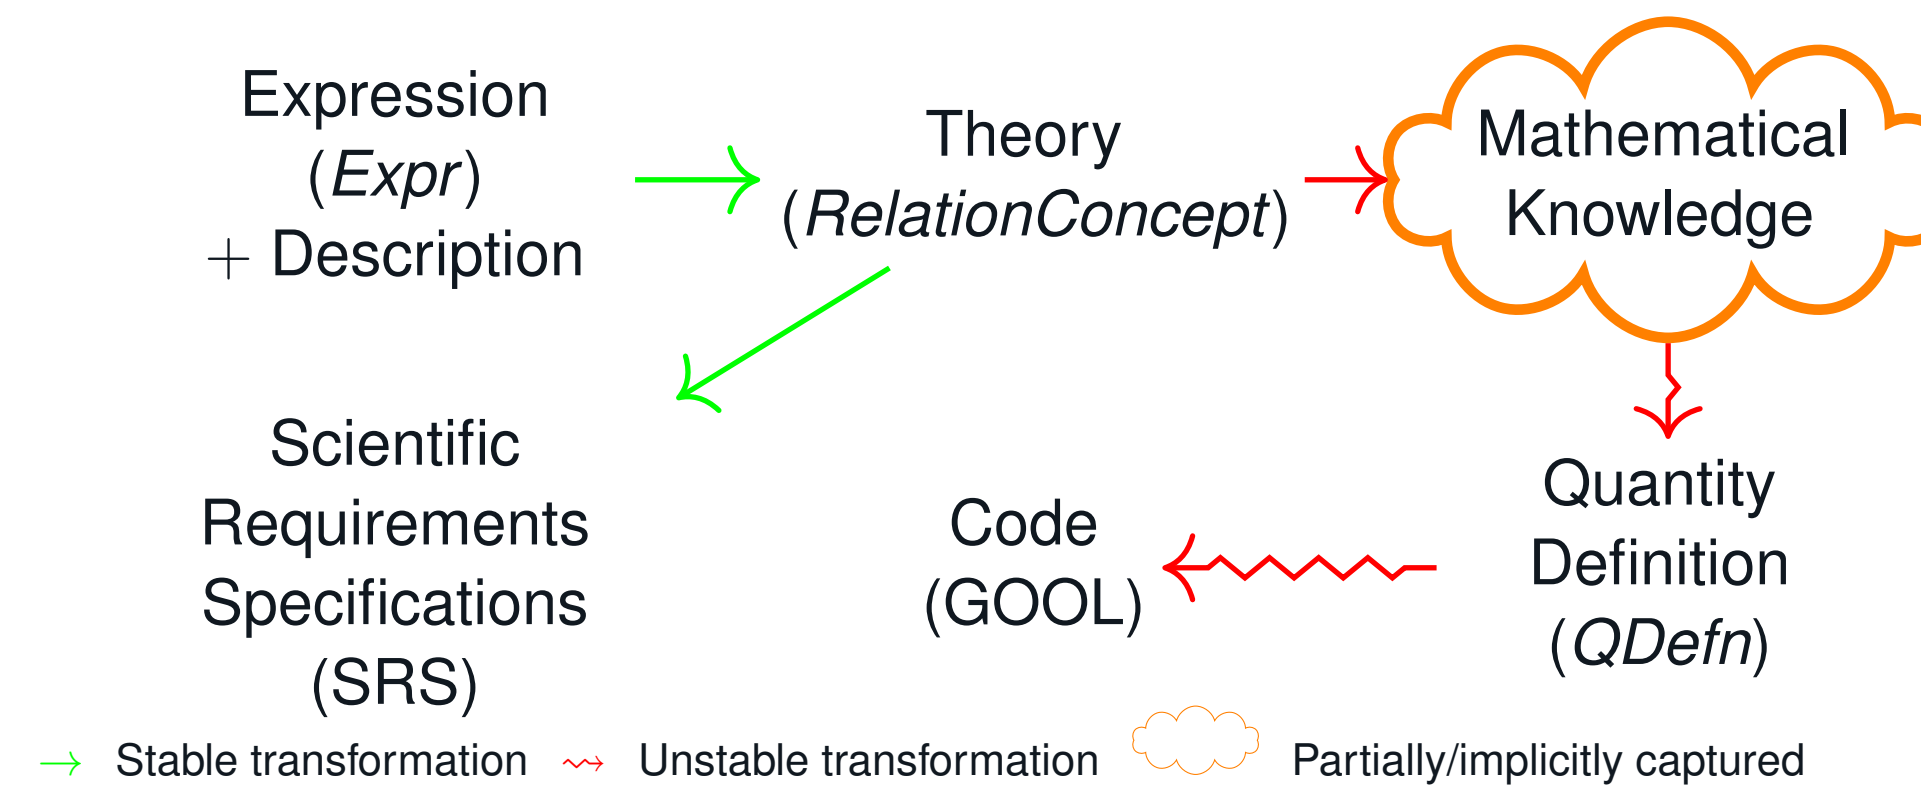 Expression
(Expr)
+ Description
Theory
(RelationConcept)
Mathematical
Knowledge
Scientific
Requirements
Specifications
(SRS)
Code
(GOOL)
Quantity
Definition
(QDefn)
Stable transformation
Unstable transformation
Partially/implicitly captured